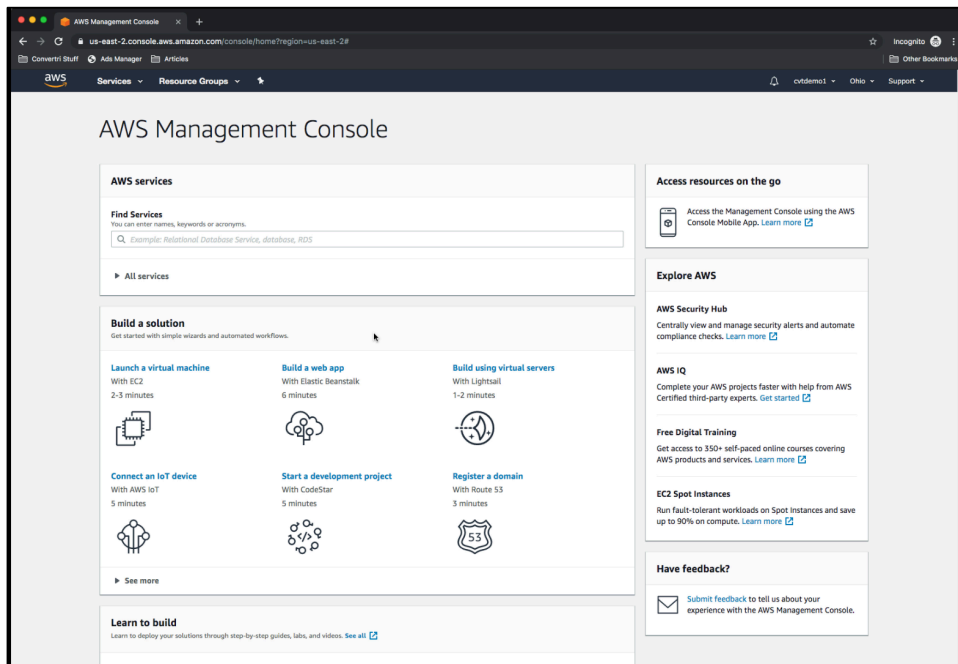 AWS Management Console
us-east-2.console.aws.amazon.com/console/home?region=us-east-2#
Incognito
Convertri Stuff
Ads Manager
Articles
Other Bookmarks
aws
Services
Resource Groups
cvtdemo1
Ohio
Support
AWS Management Console
AWS services
Find Services
You can enter names, keywords or acronyms.
Example: Relational Database Service, database, RDS
All services
Build a solution
Get started with simple wizards and automated workflows.
Launch a virtual machine
With EC2
2-3 minutes
Build a web app
With Elastic Beanstalk
6 minutes
Build using virtual servers
With Lightsail
1-2 minutes
Connect an IoT device
With AWS IoT
5 minutes
Start a development project
With CodeStar
5 minutes
</>
Register a domain
With Route 53
3 minutes
53
See more
Learn to build
Learn to deploy your solutions through step-by-step guides, labs, and videos. See all
Access resources on the go
Access the Management Console using the AWS
Console Mobile App. Learn more
Explore AWS
AWS Security Hub
Centrally view and manage security alerts and automate
compliance checks. Learn more
AWS IQ
Complete your AWS projects faster with help from AWS
Certified third-party experts. Get started
Free Digital Training
Get access to 350+ self-paced online courses covering
AWS products and services. Learn more
EC2 Spot Instances
Run fault-tolerant workloads on Spot Instances and save
up to 90% on compute. Learn more
Have feedback?
Submit feedback to tell us about your
experience with the AWS Management Console.